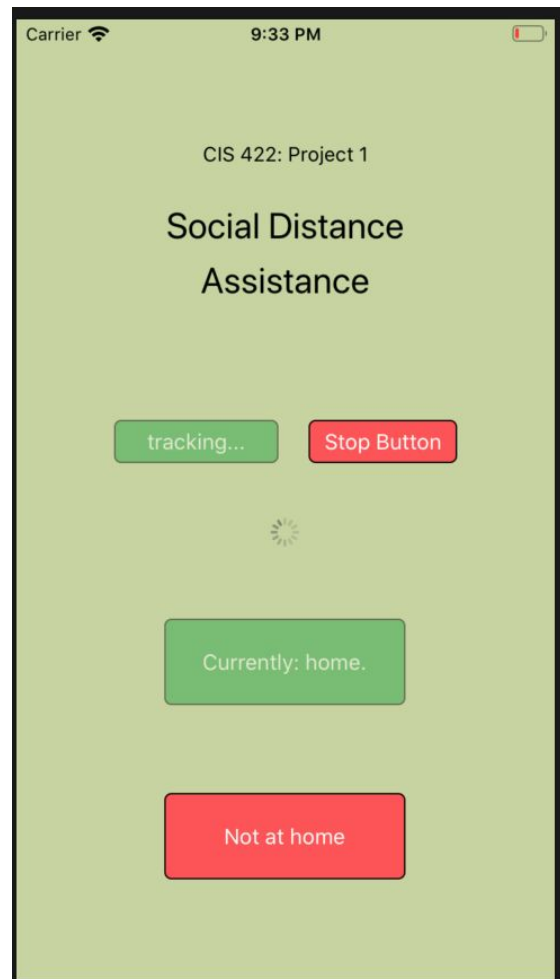 Carrier
9:33 PM
CIS 422: Project 1
Social Distance
Assistance
tracking...
Stop Button
Currently: home.
Not at home